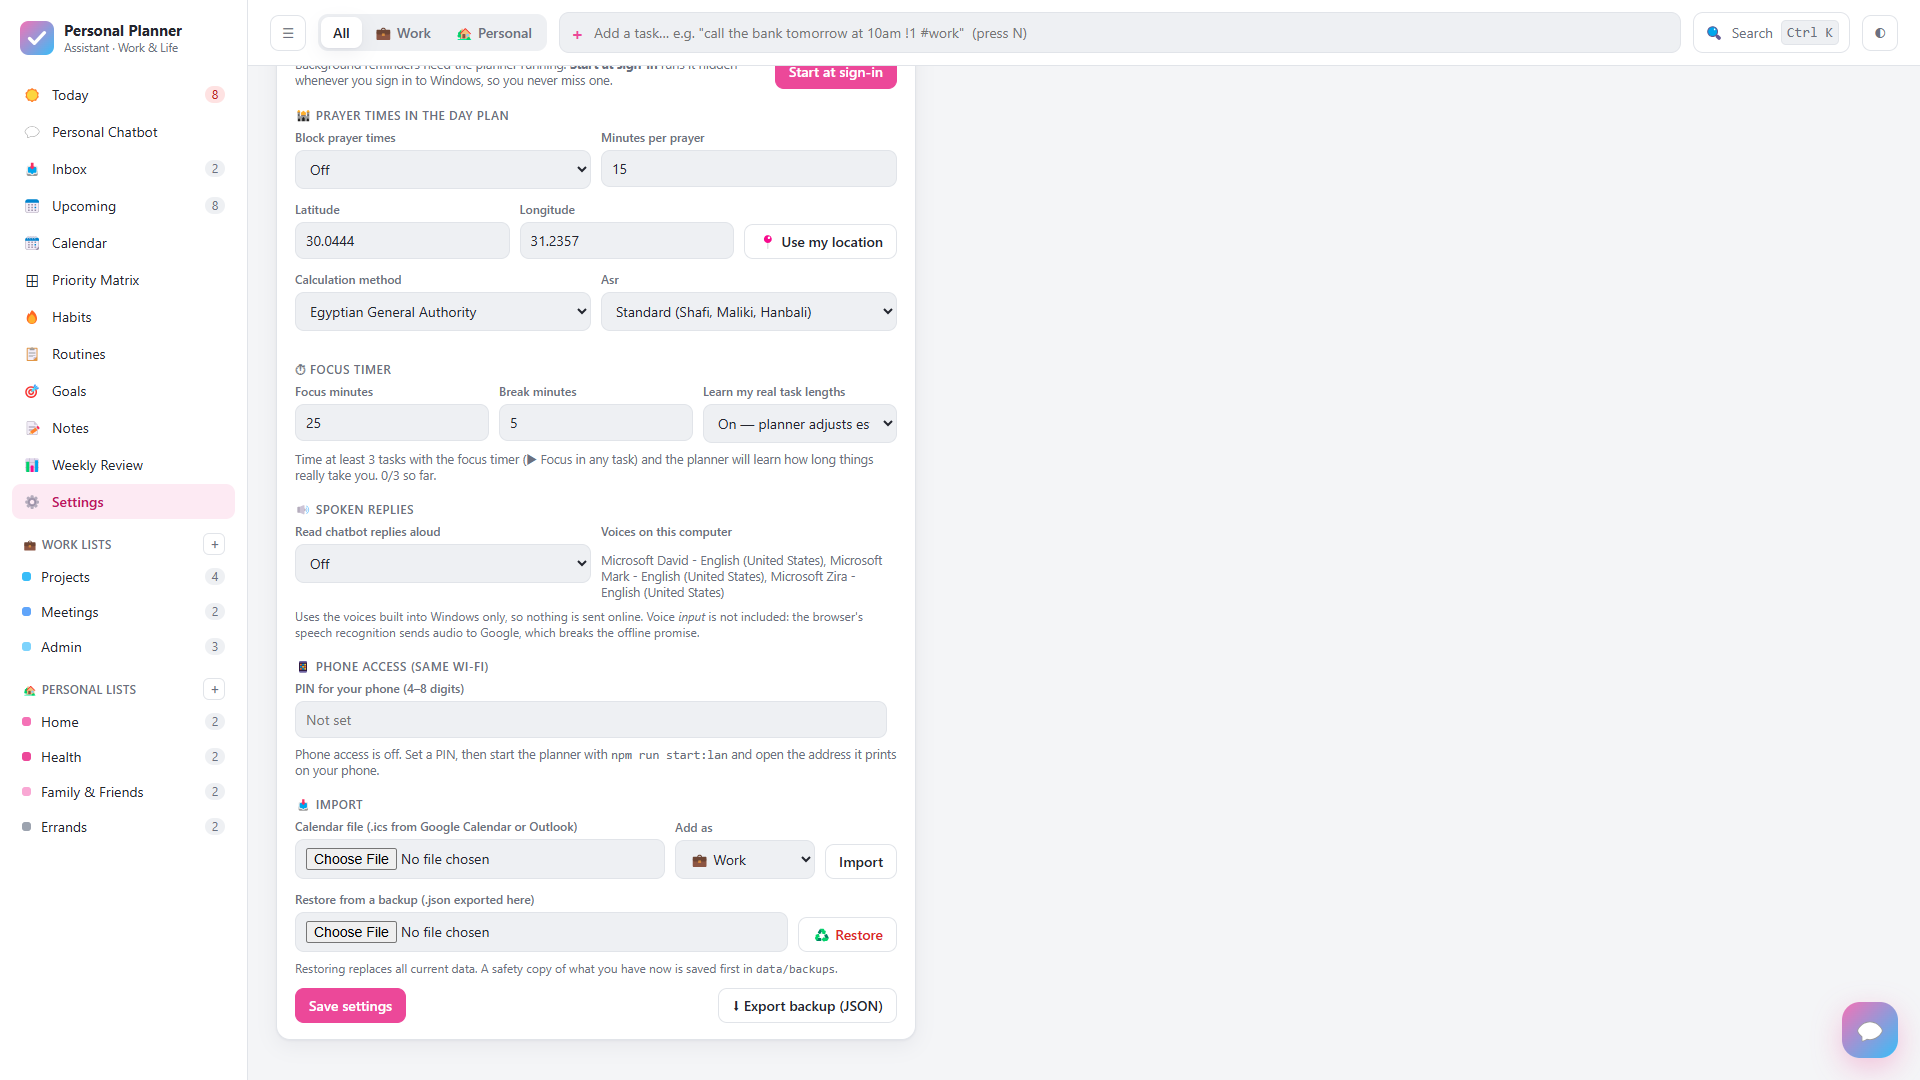 Personal Planner
Assistant · Work & Life
All
Work
Personal
Add a task... e.g. "call the bank tomorrow at 10am !1 #work" (press N)
Search
Ctrl K
Today
8
Personal Chatbot
Inbox
2
Upcoming
8
Calendar
Priority Matrix
Habits
Routines
Goals
Notes
Weekly Review
Settings
WORK LISTS
+
Projects
4
Meetings
2
Admin
3
PERSONAL LISTS
+
Home
2
Health
2
Family & Friends
2
Errands
2
Background reminders need the planner running. Start at sign-in runs it hidden
whenever you sign in to Windows, so you never miss one.
Start at sign-in
PRAYER TIMES IN THE DAY PLAN
Block prayer times
Minutes per prayer
Off
15
Latitude
Longitude
30.0444
31.2357
Use my location
Calculation method
Asr
Egyptian General Authority
Standard (Shafi, Maliki, Hanbali)
FOCUS TIMER
Focus minutes
Break minutes
Learn my real task lengths
25
5
On — planner adjusts es
Time at least 3 tasks with the focus timer (▶ Focus in any task) and the planner will learn how long things
really take you. 0/3 so far.
SPOKEN REPLIES
Read chatbot replies aloud
Voices on this computer
Off
Microsoft David - English (United States), Microsoft
Mark - English (United States), Microsoft Zira -
English (United States)
Uses the voices built into Windows only, so nothing is sent online. Voice input is not included: the browser's
speech recognition sends audio to Google, which breaks the offline promise.
PHONE ACCESS (SAME WI-FI)
PIN for your phone (4–8 digits)
Not set
Phone access is off. Set a PIN, then start the planner with npm run start:lan and open the address it prints
on your phone.
IMPORT
Calendar file (.ics from Google Calendar or Outlook)
Add as
Choose File No file chosen
Work
Import
Restore from a backup (.json exported here)
Choose File No file chosen
Restore
Restoring replaces all current data. A safety copy of what you have now is saved first in data/backups.
Save settings
⬇ Export backup (JSON)